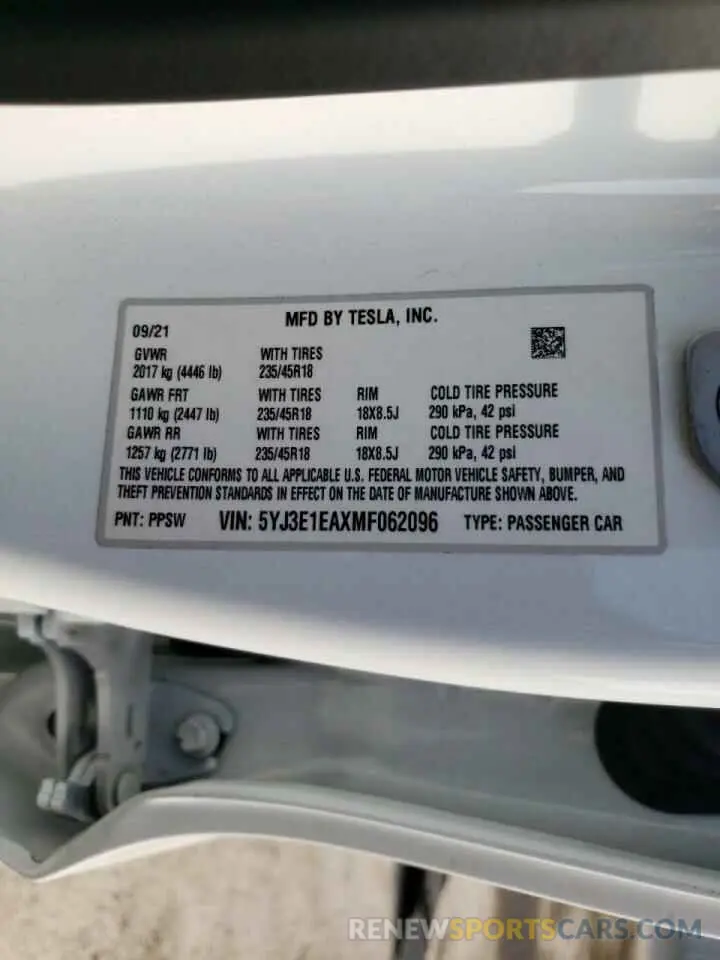 MFD BY TESLA, INC.
09/21
GVWR WITH TIRES
2017 kg (4446 lb) 235/45R18
GAWR FRT WITH TIRES RIM COLD TIRE PRESSURE
1110 kg (2447 lb) 235/45R18 18X8.5J 290 kPa, 42 psi
GAWR RR WITH TIRES RIM COLD TIRE PRESSURE
1257 kg (2771 lb) 235/45R18 18X8.5J 290 kPa, 42 psi
THIS VEHICLE CONFORMS TO ALL APPLICABLE U.S. FEDERAL MOTOR VEHICLE SAFETY, BUMPER, AND
THEFT PREVENTION STANDARDS IN EFFECT ON THE DATE OF MANUFACTURE SHOWN ABOVE.
PNT: PPSW VIN: 5YJ3E1EAXMF062096 TYPE: PASSENGER CAR
RENEWSPORTSCARS.COM